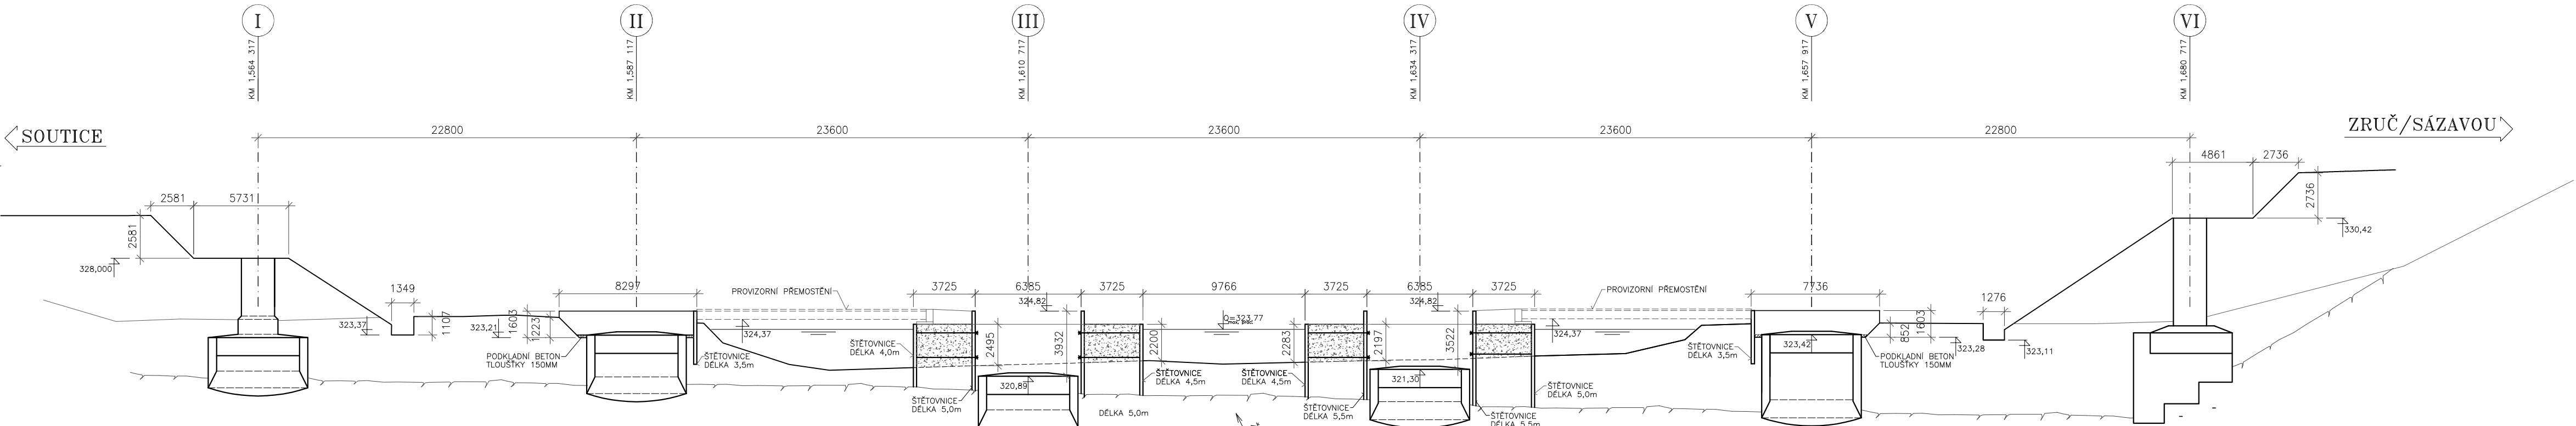 I
II
III
IV
V
VI
KM 1,564 317
KM 1,587 117
KM 1,610 717
KM 1,634 317
KM 1,657 917
KM 1,680 717
SOUTICE
22800
23600
23600
23600
22800
ZRUČ/SÁZAVOU
4861
2736
2736
330,42
2581
5731
2581
328,000
1349
1107
323,37
323,21
1603
1223
8297
PODKLADNÍ BETON
TLOUŠTKY 150MM
ŠTĚTOVNICE
DÉLKA 3,5m
PROVIZORNÍ PŘEMOSTĚNÍ
324,37
ŠTĚTOVNICE
DÉLKA 4,0m
3725
6385
3725
9766
3725
6385
3725
324,82
2495
3932
320,89
ŠTĚTOVNICE
DÉLKA 5,0m
2200
ŠTĚTOVNICE
DÉLKA 4,5m
DÉLKA 5,0m
Q=323,77
ŠTĚTOVNICE
DÉLKA 4,5m
2283
ŠTĚTOVNICE
DÉLKA 5,5m
324,82
2197
3522
321,30
ŠTĚTOVNICE
DÉLKA 5,5m
ŠTĚTOVNICE
DÉLKA 5,0m
324,37
PROVIZORNÍ PŘEMOSTĚNÍ
ŠTĚTOVNICE
DÉLKA 3,5m
7736
323,42
852
1603
PODKLADNÍ BETON
TLOUŠTKY 150MM
323,28
1276
323,11